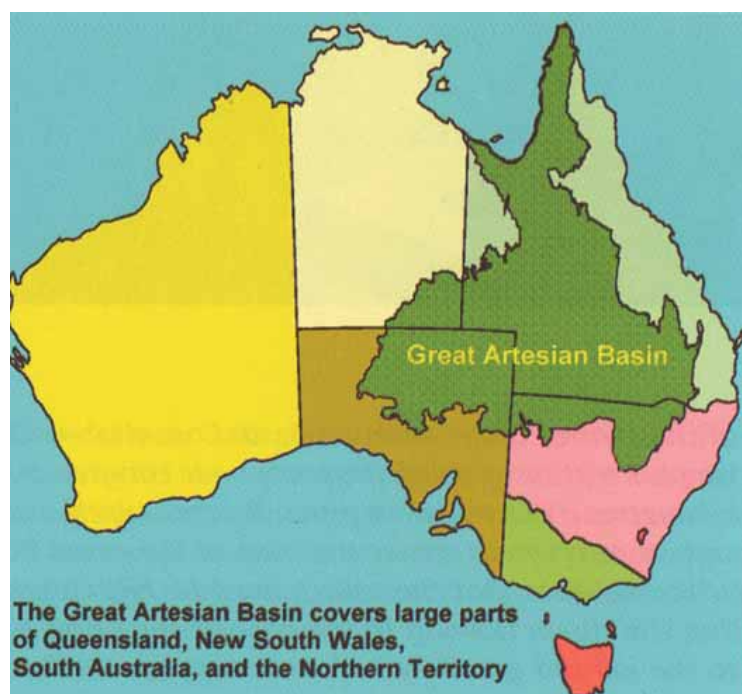 Great Artesian Basin
The Great Artesian Basin covers large parts
of Queensland, New South Wales,
South Australia, and the Northern Territory